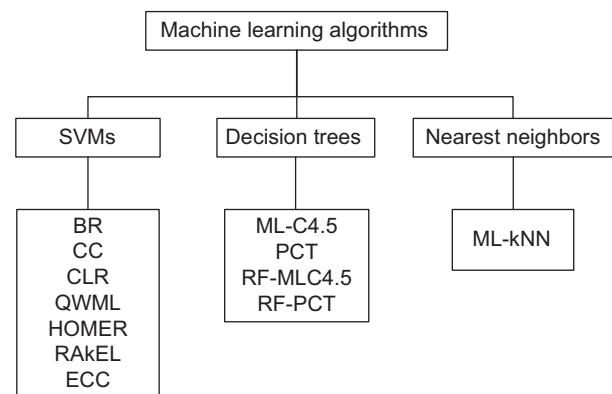 Machine learning algorithms
SVMs
Decision trees
Nearest neighbors
BR
CC
CLR
QWML
HOMER
RAkEL
ECC
ML-C4.5
PCT
RF-MLC4.5
RF-PCT
ML-kNN